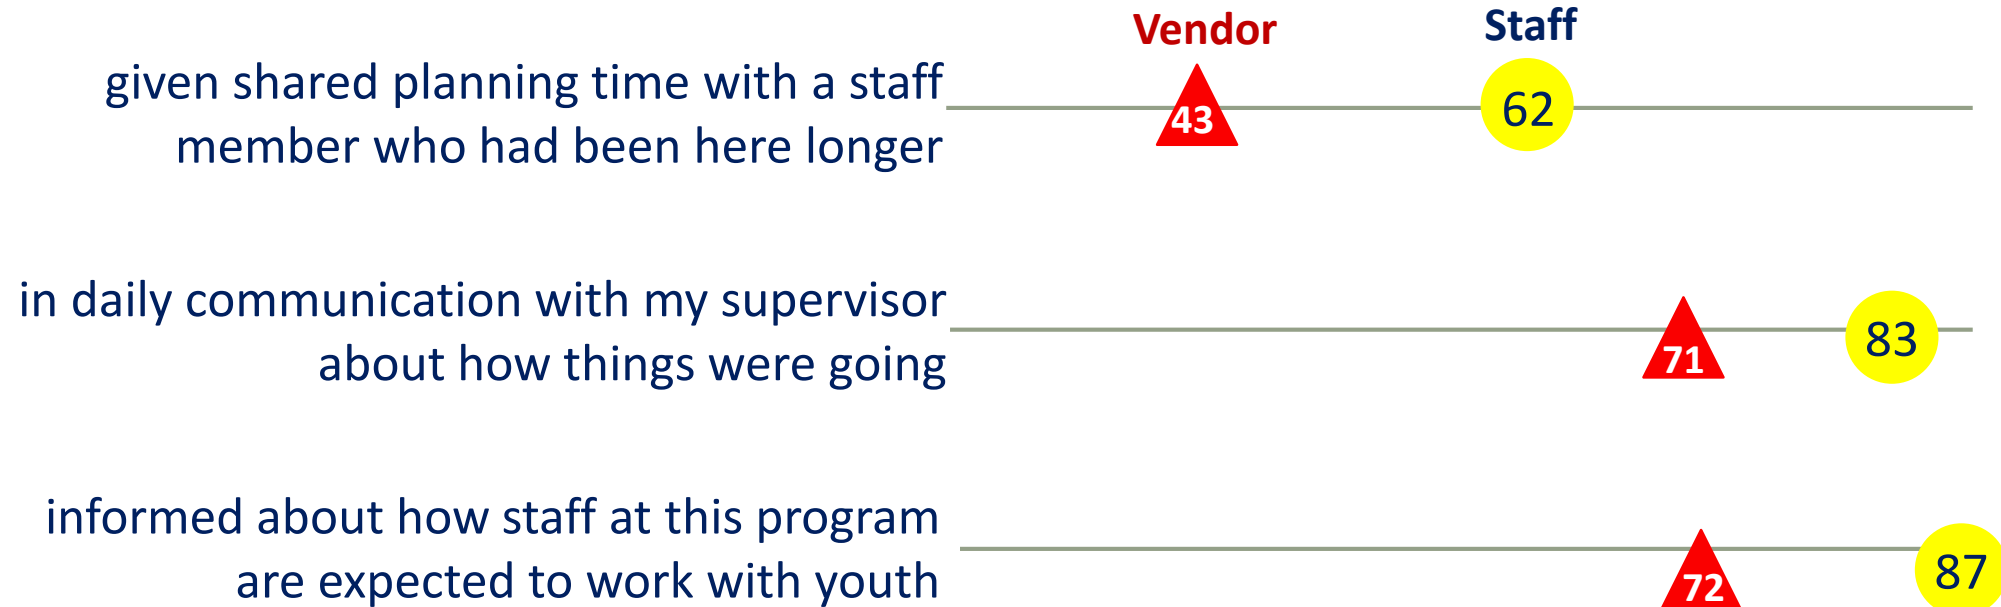 Vendor Staff
given shared planning time with a staff
member who had been here longer
43 62
in daily communication with my supervisor
about how things were going
71 83
informed about how staff at this program
are expected to work with youth
72 87